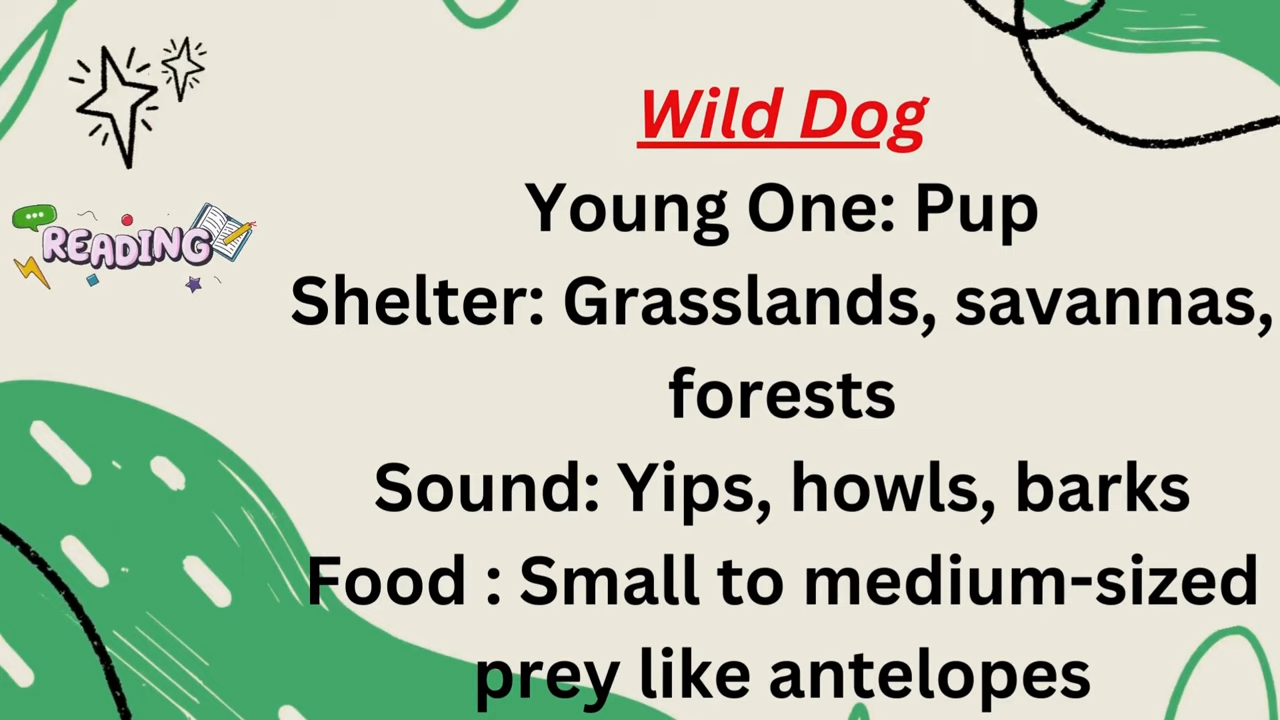 Wild Dog
Young One: Pup
READING
Shelter: Grasslands, savannas,
forests
Sound: Yips, howls, barks
Food : Small to medium-sized
prey like antelopes